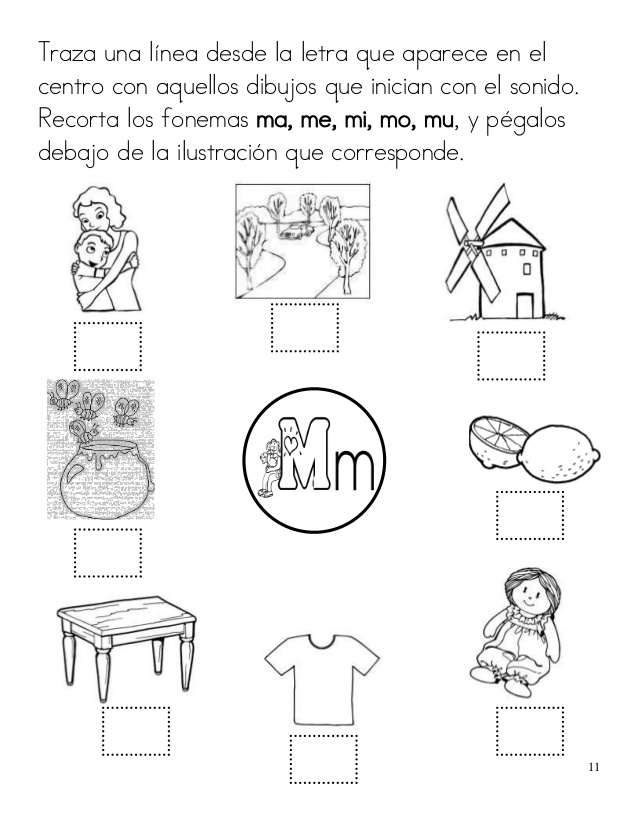 Traza una línea desde la letra que aparece en el
centro con aquellos dibujos que inician con el sonido.
Recorta los fonemas ma, me, mi, mo, mu, y pégalos
debajo de la ilustración que corresponde.
Mm
11